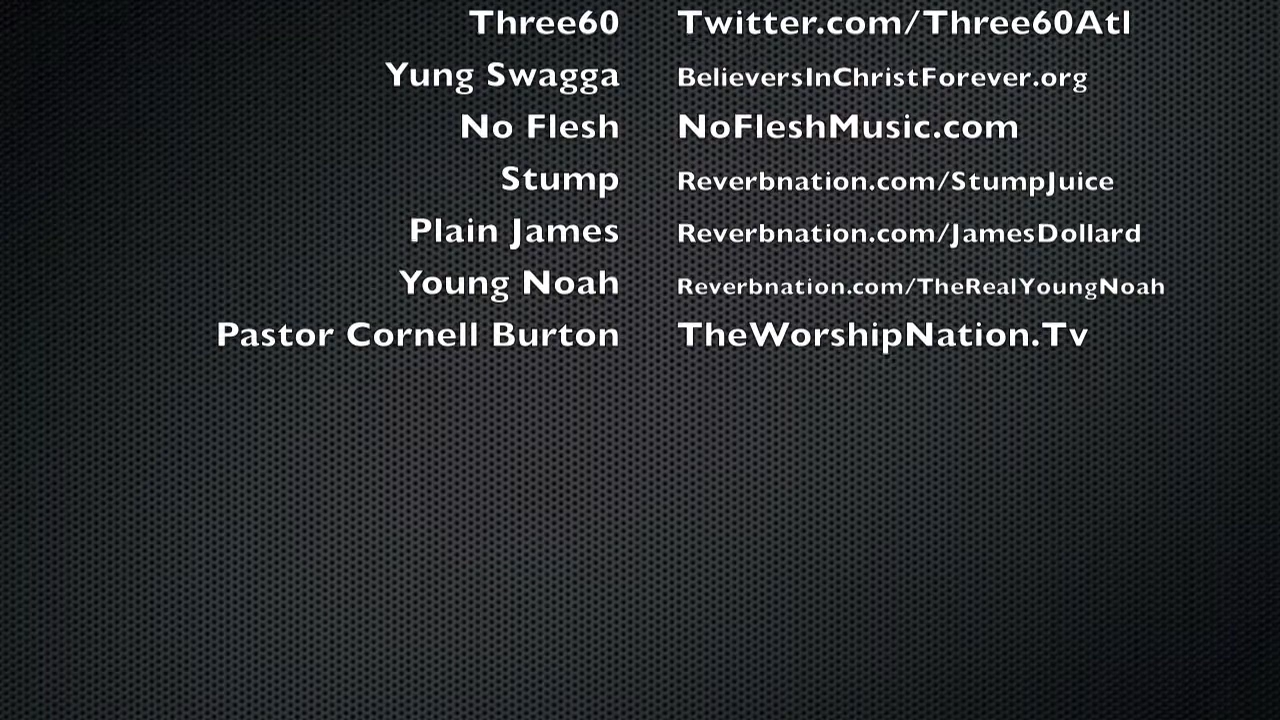 Three60 Twitter.com/Three60Atl
Yung Swagga BelieversInChristForever.org
No Flesh NoFleshMusic.com
Stump Reverbnation.com/StumpJuice
Plain James Reverbnation.com/JamesDollard
Young Noah Reverbnation.com/TheRealYoungNoah
Pastor Cornell Burton TheWorshipNation.Tv